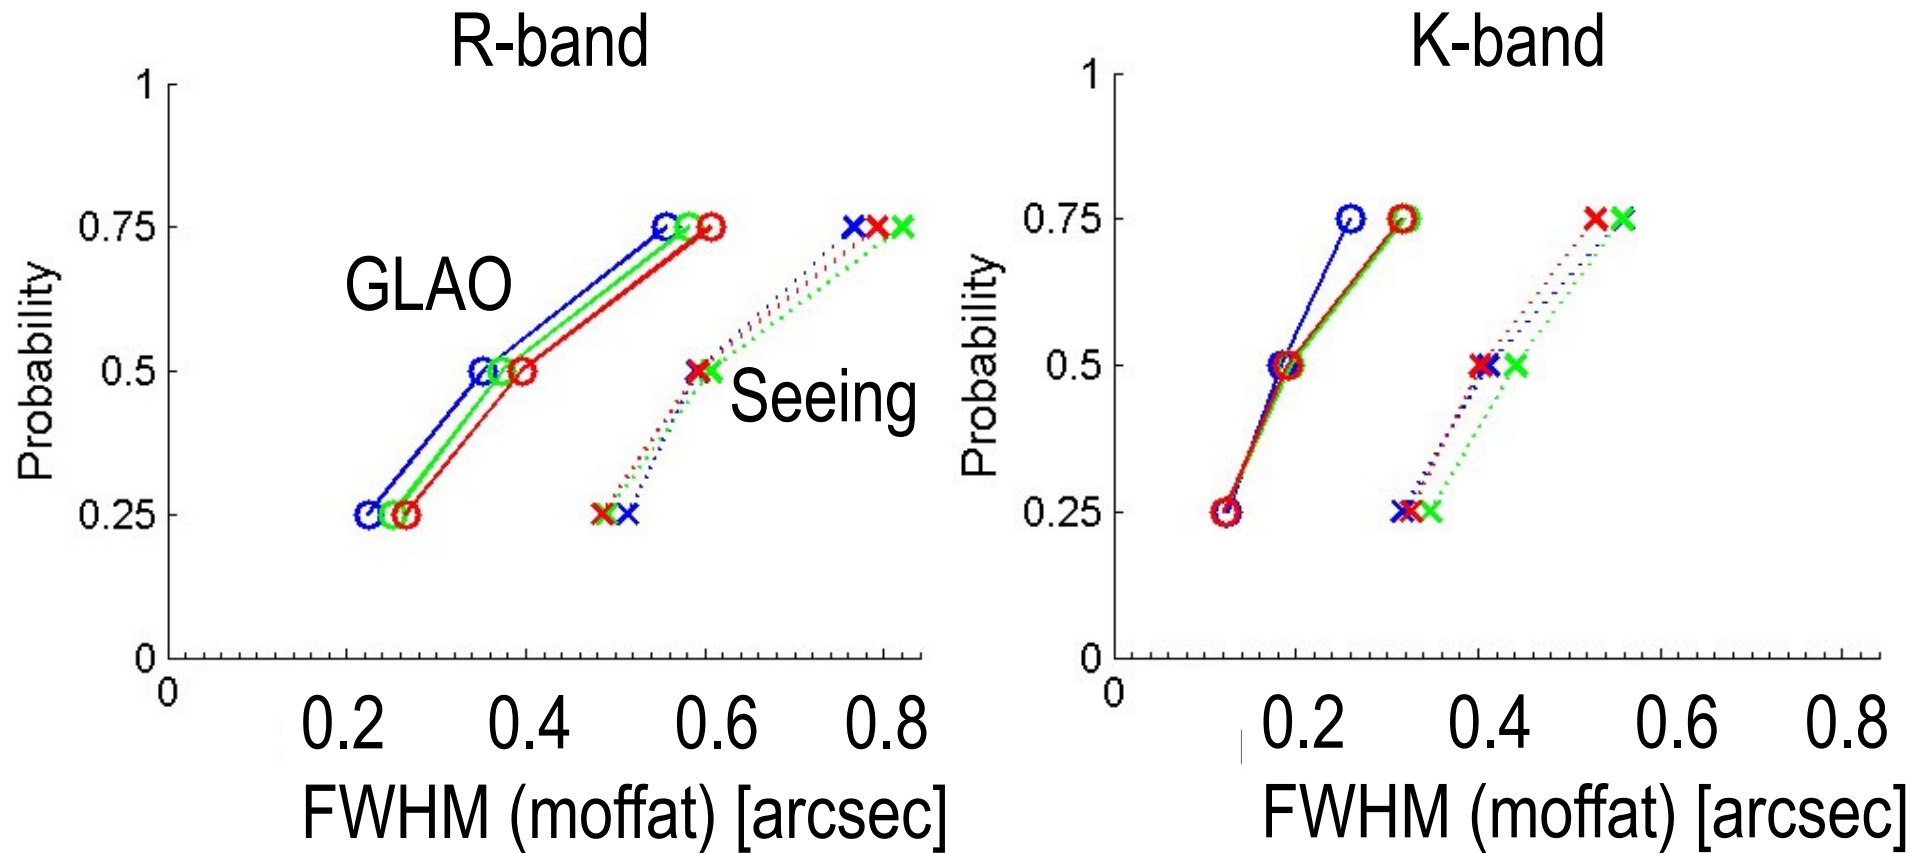 R-band
1
0.75
0.5
0.25
0
Probability
GLAO
Seeing
0
0.2 0.4 0.6 0.8
FWHM (moffat) [arcsec]
K-band
1
0.75
0.5
0.25
0
Probability
0
0.2 0.4 0.6 0.8
FWHM (moffat) [arcsec]